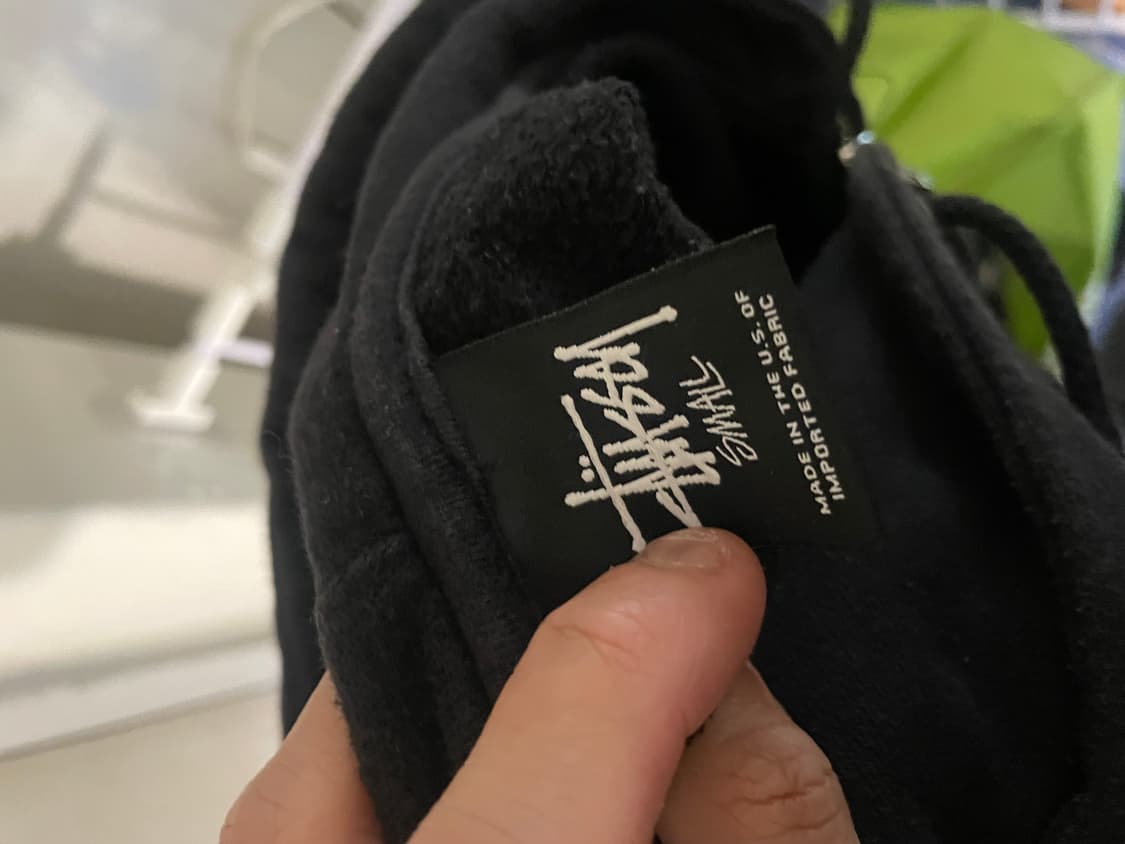 Stüssy
SMALL
MADE IN THE U.S. OF
IMPORTED FABRIC